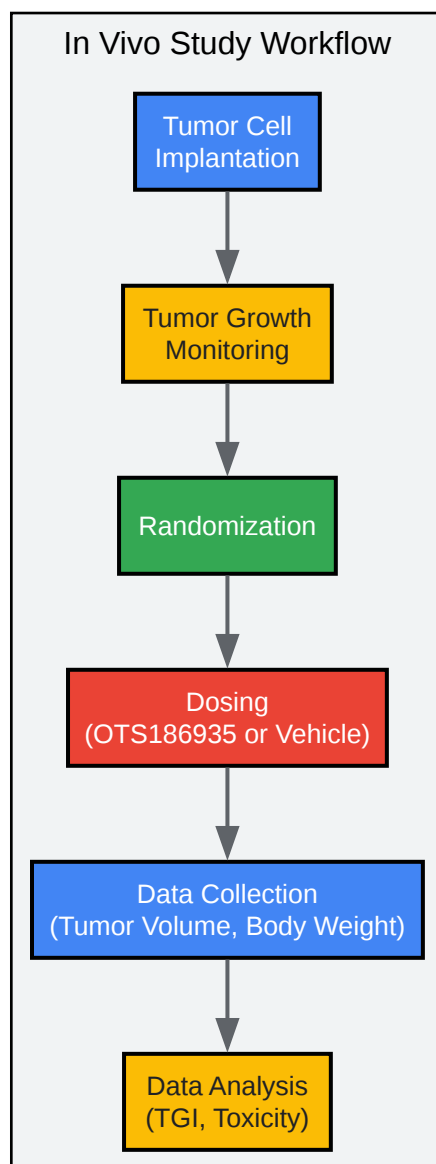 In Vivo Study Workflow
Tumor Cell
Implantation
Tumor Growth
Monitoring
Randomization
Dosing
(OTS186935 or Vehicle)
Data Collection
(Tumor Volume, Body Weight)
Data Analysis
(TGI, Toxicity)